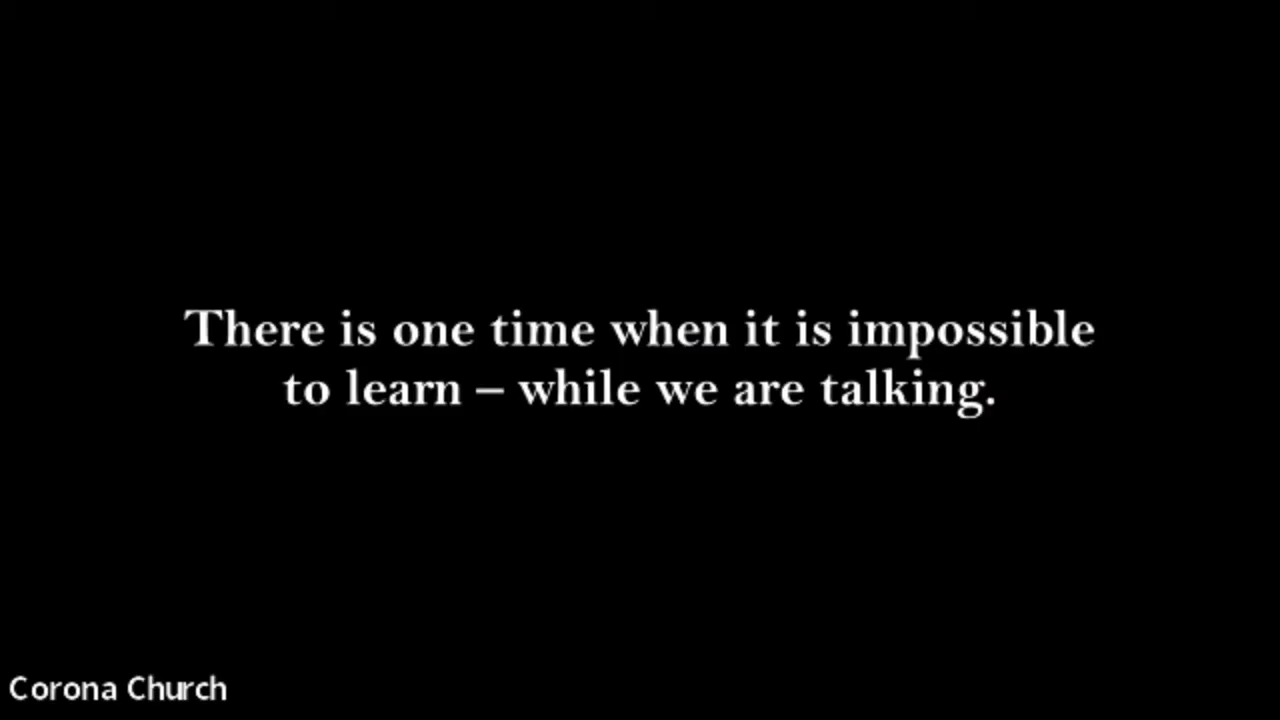 There is one time when it is impossible
to learn – while we are talking.
Corona Church